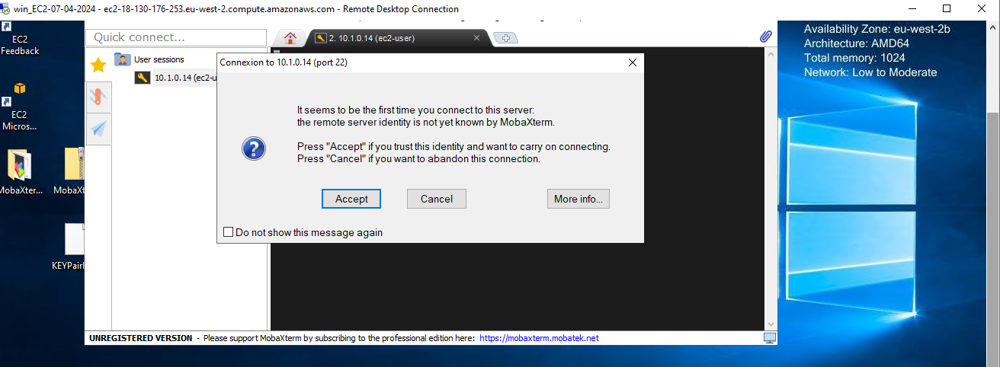 win_EC2-07-04-2024 - ec2-18-130-176-253.eu-west-2.compute.amazonaws.com - Remote Desktop Connection
EC2
Feedback
EC2
Micros...
MobaXter...
MobaXt
KEYPairl
Quick connect...
2. 10.1.0.14 (ec2-user)
User sessions
10.1.0.14 (ec2-u
Connexion to 10.1.0.14 (port 22)
It seems to be the first time you connect to this server:
the remote server identity is not yet known by MobaXterm.
Press "Accept" if you trust this identity and want to carry on connecting.
Press "Cancel" if you want to abandon this connection.
Accept
Cancel
More info...
Do not show this message again
UNREGISTERED VERSION - Please support MobaXterm by subscribing to the professional edition here: https://mobaxterm.mobatek.net
Availability Zone: eu-west-2b
Architecture: AMD64
Total memory: 1024
Network: Low to Moderate